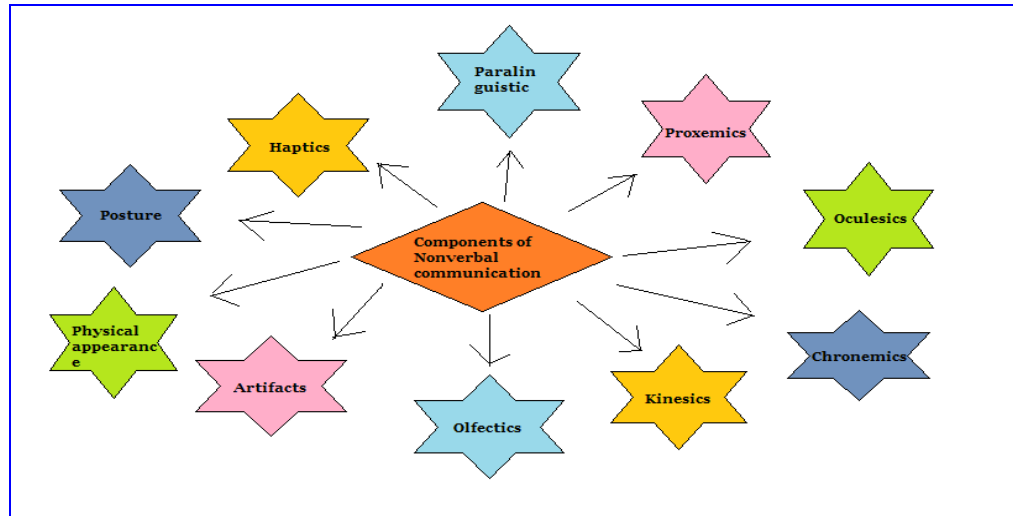 Paralin
guistic
Haptics
Proxemics
Posture
Oculesics
Components of
Nonverbal
communication
Physical
appearanc
e
Artifacts
Olfectics
Kinesics
Chronemics